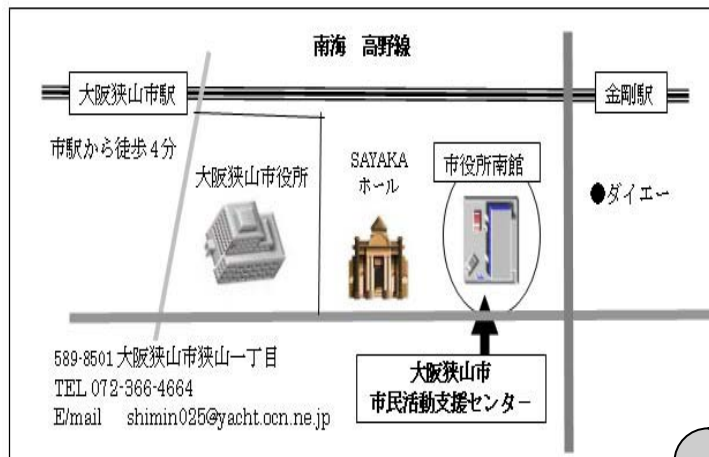 南海 高野線
大阪狭山市駅
金剛駅
市駅から徒歩4分
大阪狭山市役所
SAYAKA
ホール
市役所南館
●ダイエー
589-8501大阪狭山市狭山一丁目
TEL 072-366-4664
E/mail shimin025@yacht.ocn.ne.jp
大阪狭山市
市民活動支援センター